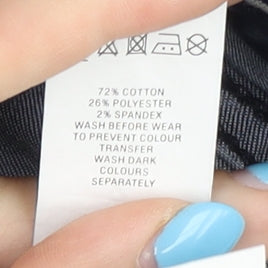 72% COTTON
26% POLYESTER
2% SPANDEX
WASH BEFORE WEAR
TO PREVENT COLOUR
TRANSFER
WASH DARK
COLOURS
SEPARATELY